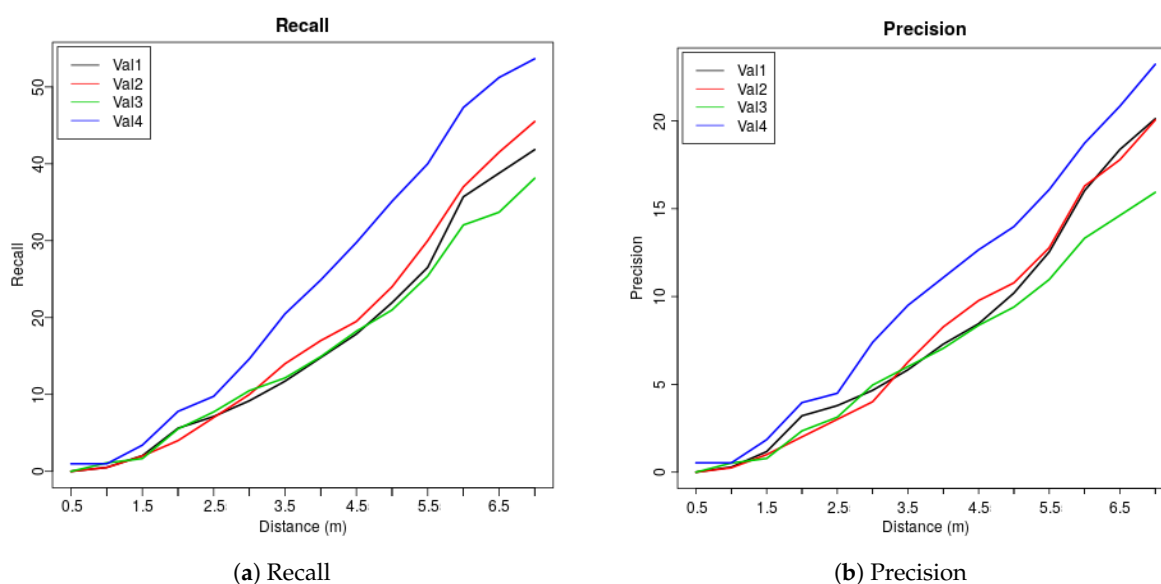 Recall
Val1
Val2
Val3
Val4
Recall
0
10
20
30
40
50
0.5
1.5
2.5
3.5
4.5
5.5
6.5
Distance (m)
(a) Recall
Precision
Val1
Val2
Val3
Val4
Precision
0
5
10
15
20
0.5
1.5
2.5
3.5
4.5
5.5
6.5
Distance (m)
(b) Precision